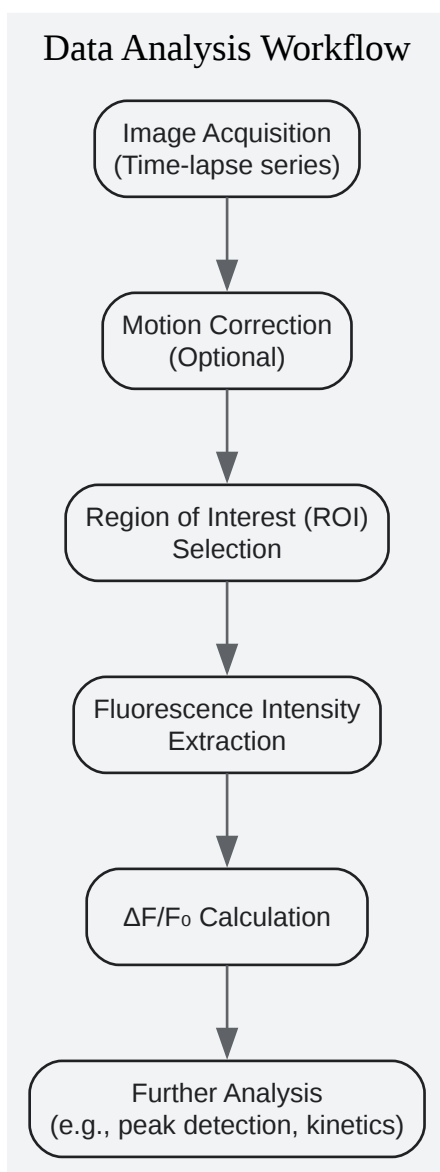 Data Analysis Workflow
Image Acquisition
(Time-lapse series)
Motion Correction
(Optional)
Region of Interest (ROI)
Selection
Fluorescence Intensity
Extraction
ΔF/F₀ Calculation
Further Analysis
(e.g., peak detection, kinetics)